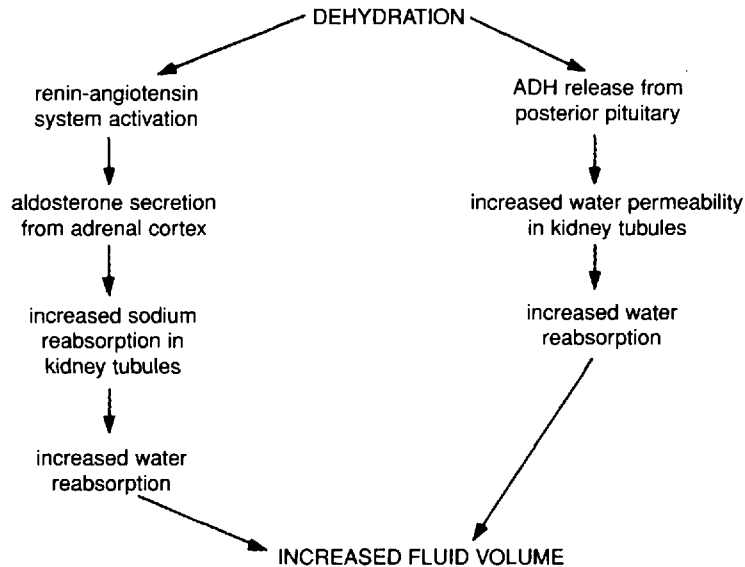 DEHYDRATION
renin-angiotensin
system activation
aldosterone secretion
from adrenal cortex
increased sodium
reabsorption in
kidney tubules
increased water
reabsorption
ADH release from
posterior pituitary
increased water permeability
in kidney tubules
increased water
reabsorption
INCREASED FLUID VOLUME